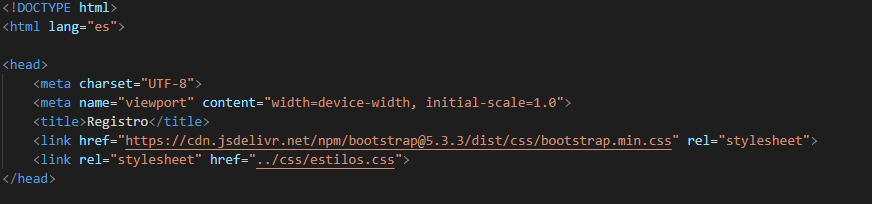 <!DOCTYPE html>
<html lang="es">
<head>
<meta charset="UTF-8">
<meta name="viewport" content="width=device-width, initial-scale=1.0">
<title>Registro</title>
<link href="https://cdn.jsdelivr.net/npm/bootstrap@5.3.3/dist/css/bootstrap.min.css" rel="stylesheet">
<link rel="stylesheet" href="../css/estilos.css">
</head>